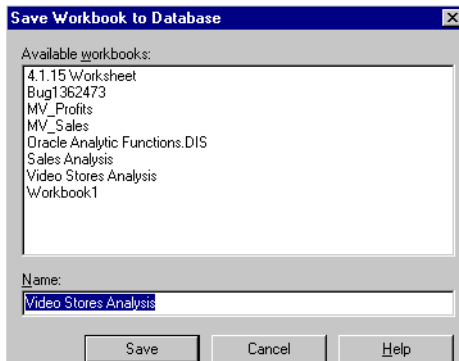 Save Workbook to Database
Available workbooks:
4.1.15 Worksheet
Bug1362473
MV_Profits
MV_Sales
Oracle Analytic Functions.DIS
Sales Analysis
Video Stores Analysis
Workbook1
Name:
Video Stores Analysis
Save Cancel Help